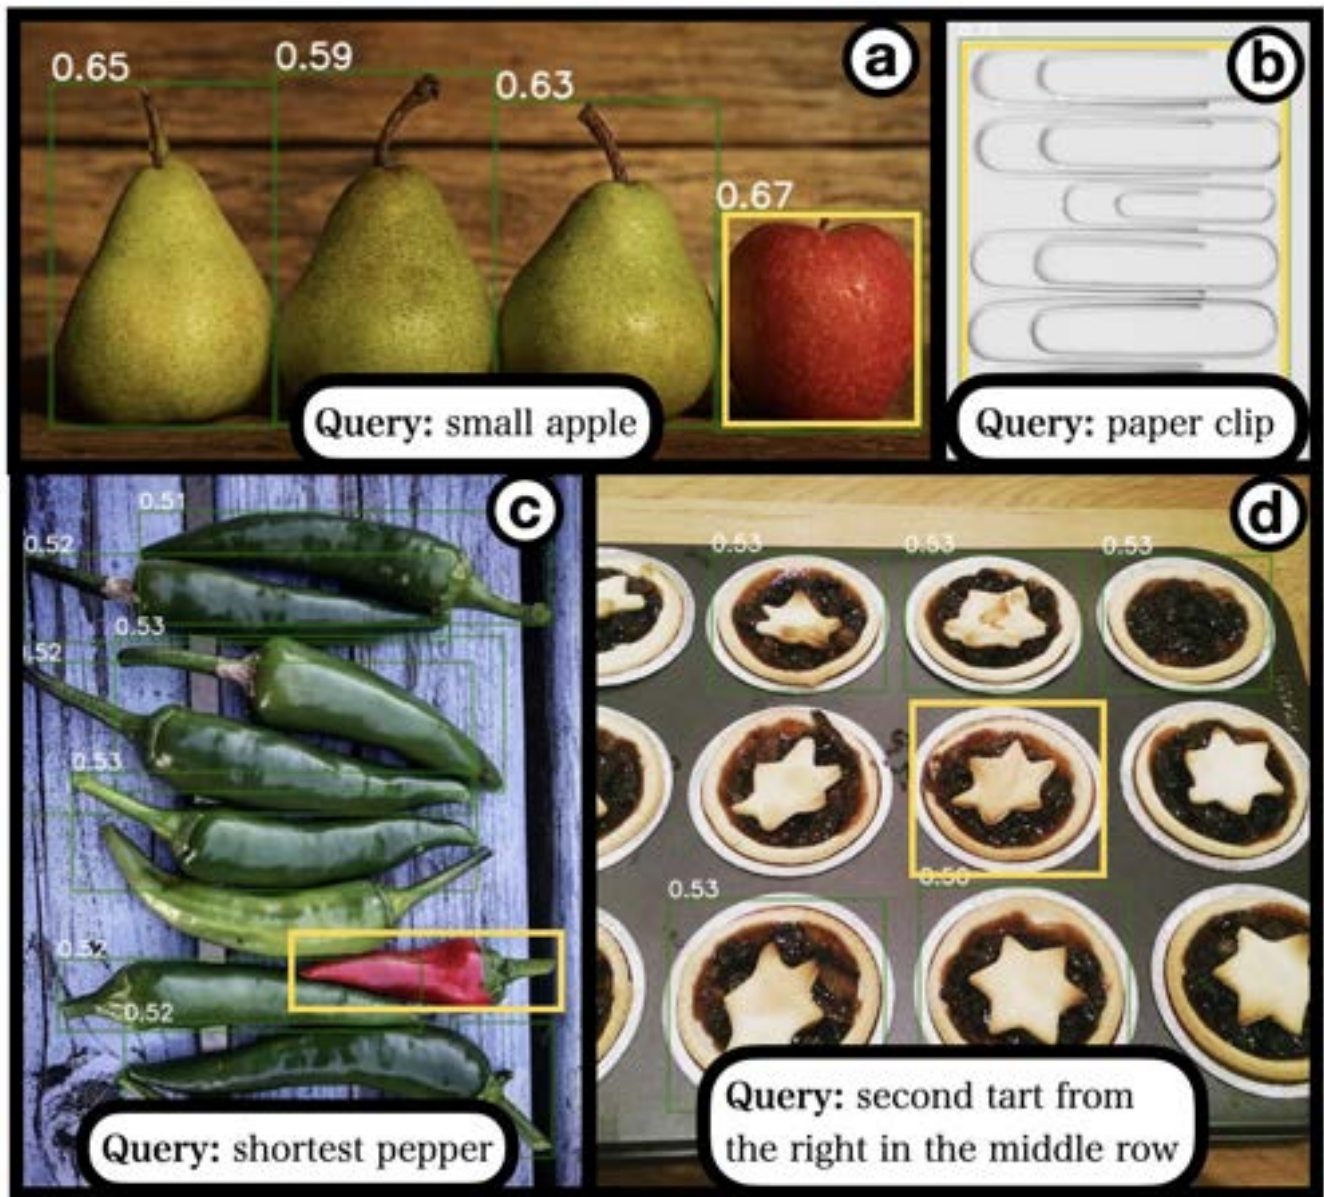 a
0.65
0.59
0.63
0.67
Query: small apple
b
Query: paper clip
c
0.51
0.52
0.53
0.53
0.52
0.52
Query: shortest pepper
d
0.53
0.53
0.53
0.53
0.50
Query: second tart from
the right in the middle row